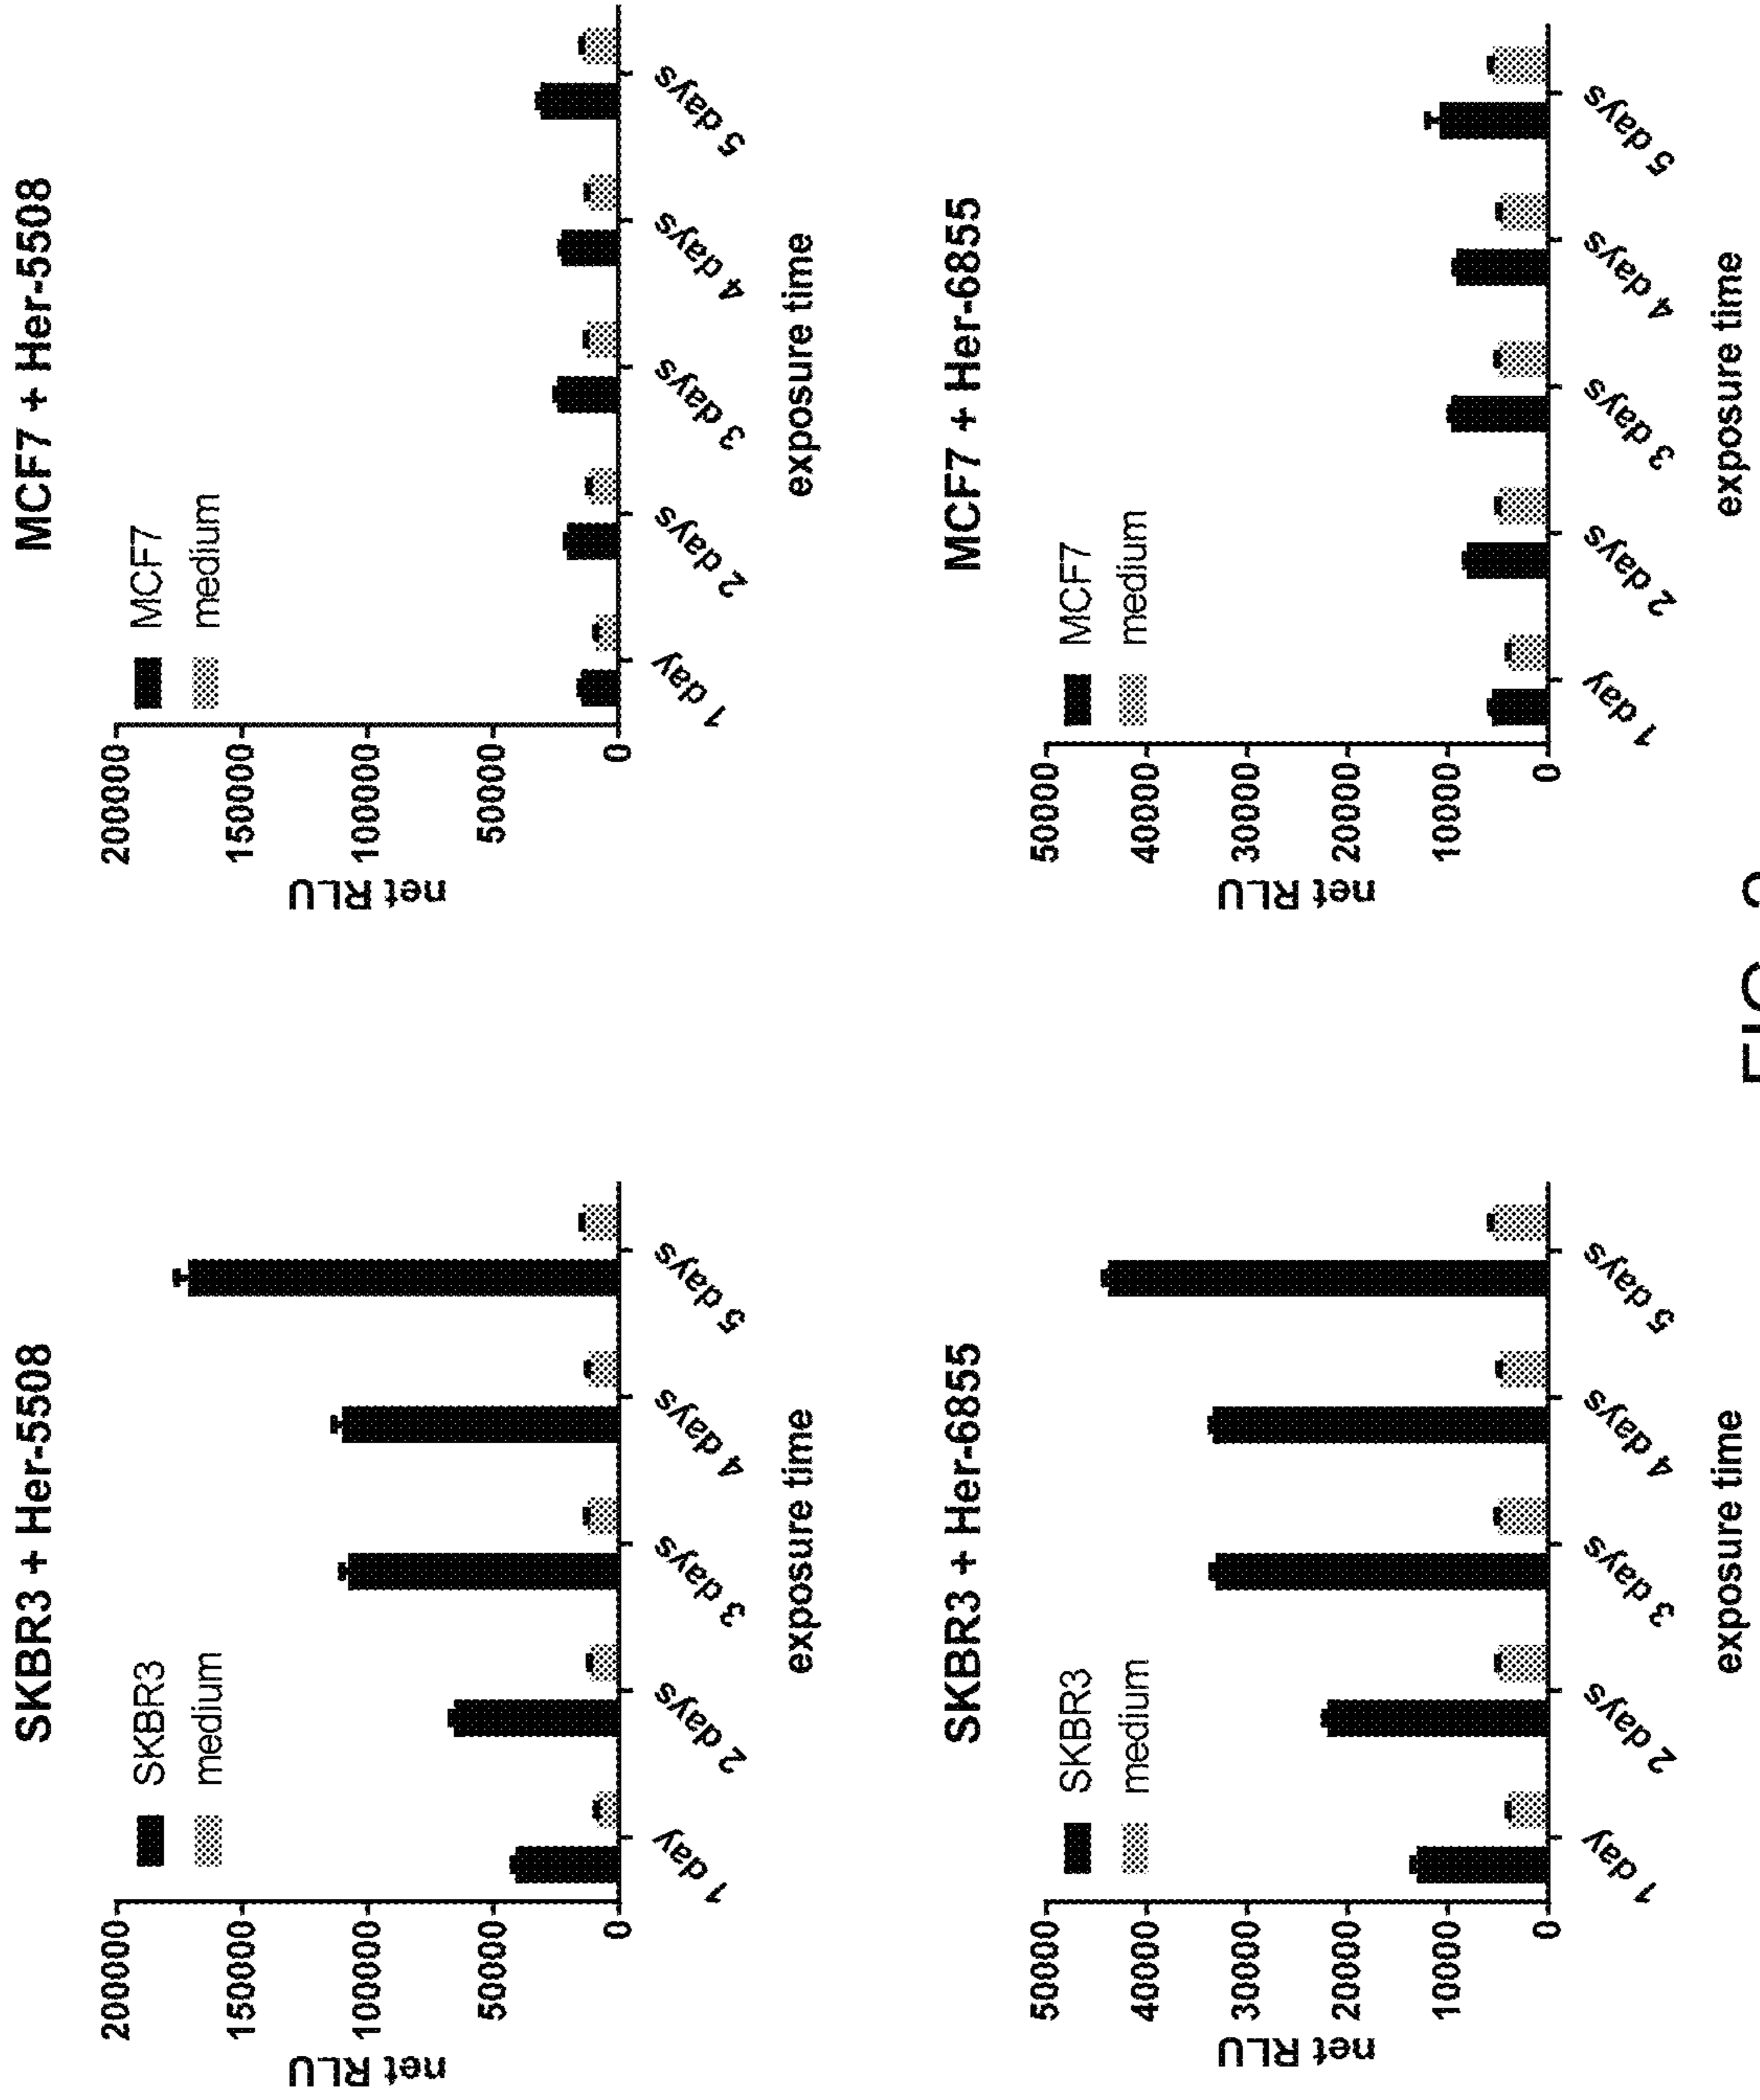 SKBR3 + Her-5508
200000
150000
100000
50000
0
net RLU
SKBR3
medium
1 day
2 days
3 days
4 days
5 days
exposure time
MCF7 + Her-5508
200000
150000
100000
50000
0
net RLU
MCF7
medium
1 day
2 days
3 days
4 days
5 days
exposure time
SKBR3 + Her-6855
50000
40000
30000
20000
10000
0
net RLU
SKBR3
medium
1 day
2 days
3 days
4 days
5 days
exposure time
MCF7 + Her-6855
50000
40000
30000
20000
10000
0
net RLU
MCF7
medium
1 day
2 days
3 days
4 days
5 days
exposure time